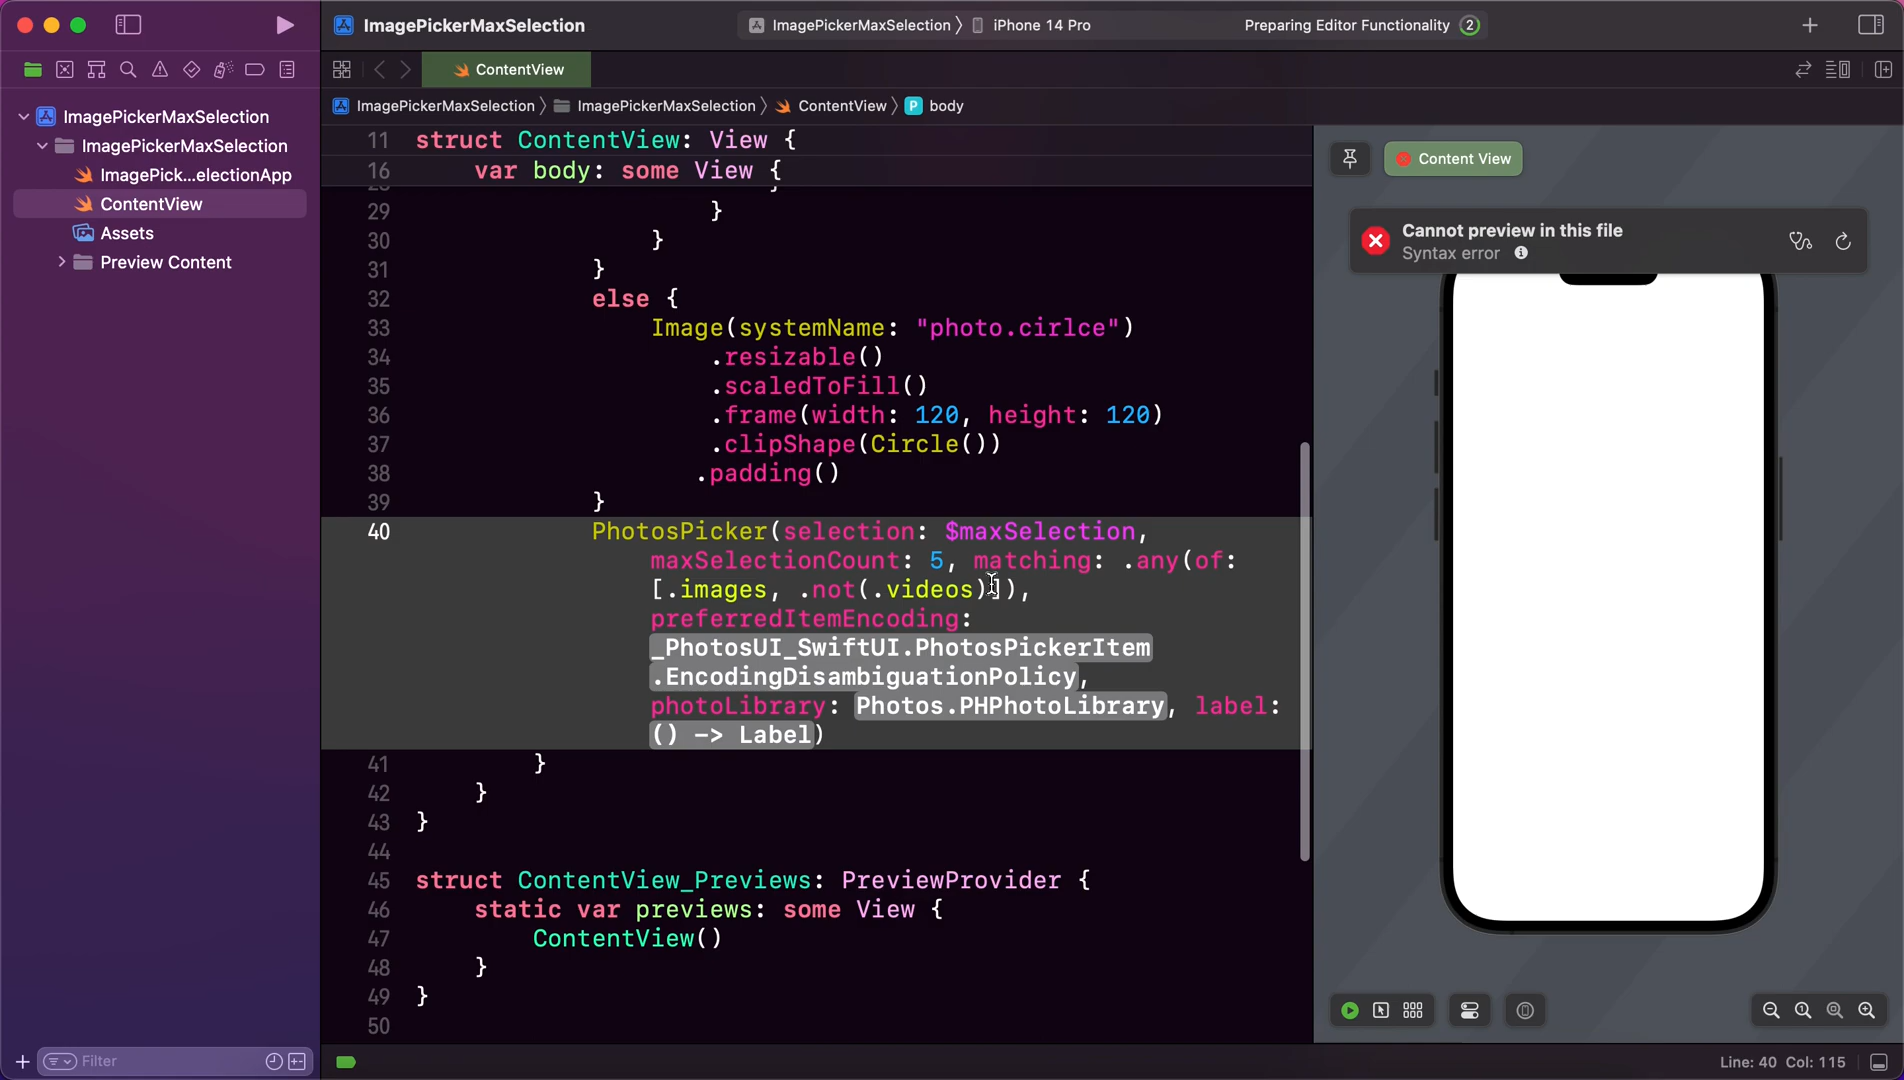 ImagePickerMaxSelection
ImagePickerMaxSelection 〉 iPhone 14 Pro
Preparing Editor Functionality 2
ContentView
ImagePickerMaxSelection 〉 ImagePickerMaxSelection 〉 ContentView 〉 P body
ImagePickerMaxSelection
ImagePickerMaxSelection
ImagePick...electionApp
ContentView
Assets
Preview Content
11 struct ContentView: View {
16 var body: some View {
29 }
30 }
31 }
32 else {
33 Image(systemName: "photo.cirlce")
34 .resizable()
35 .scaledToFill()
36 .frame(width: 120, height: 120)
37 .clipShape(Circle())
38 .padding()
39 }
40 PhotosPicker(selection: $maxSelection,
maxSelectionCount: 5, matching: .any(of:
[.images, .not(.videos)]),
preferredItemEncoding:
_PhotosUI_SwiftUI.PhotosPickerItem
.EncodingDisambiguationPolicy,
photoLibrary: Photos.PHPhotoLibrary, label:
() -> Label)
41 }
42 }
43 }
44
45 struct ContentView_Previews: PreviewProvider {
46 static var previews: some View {
47 ContentView()
48 }
49 }
50
Content View
Cannot preview in this file
Syntax error
Filter
Line: 40 Col: 115